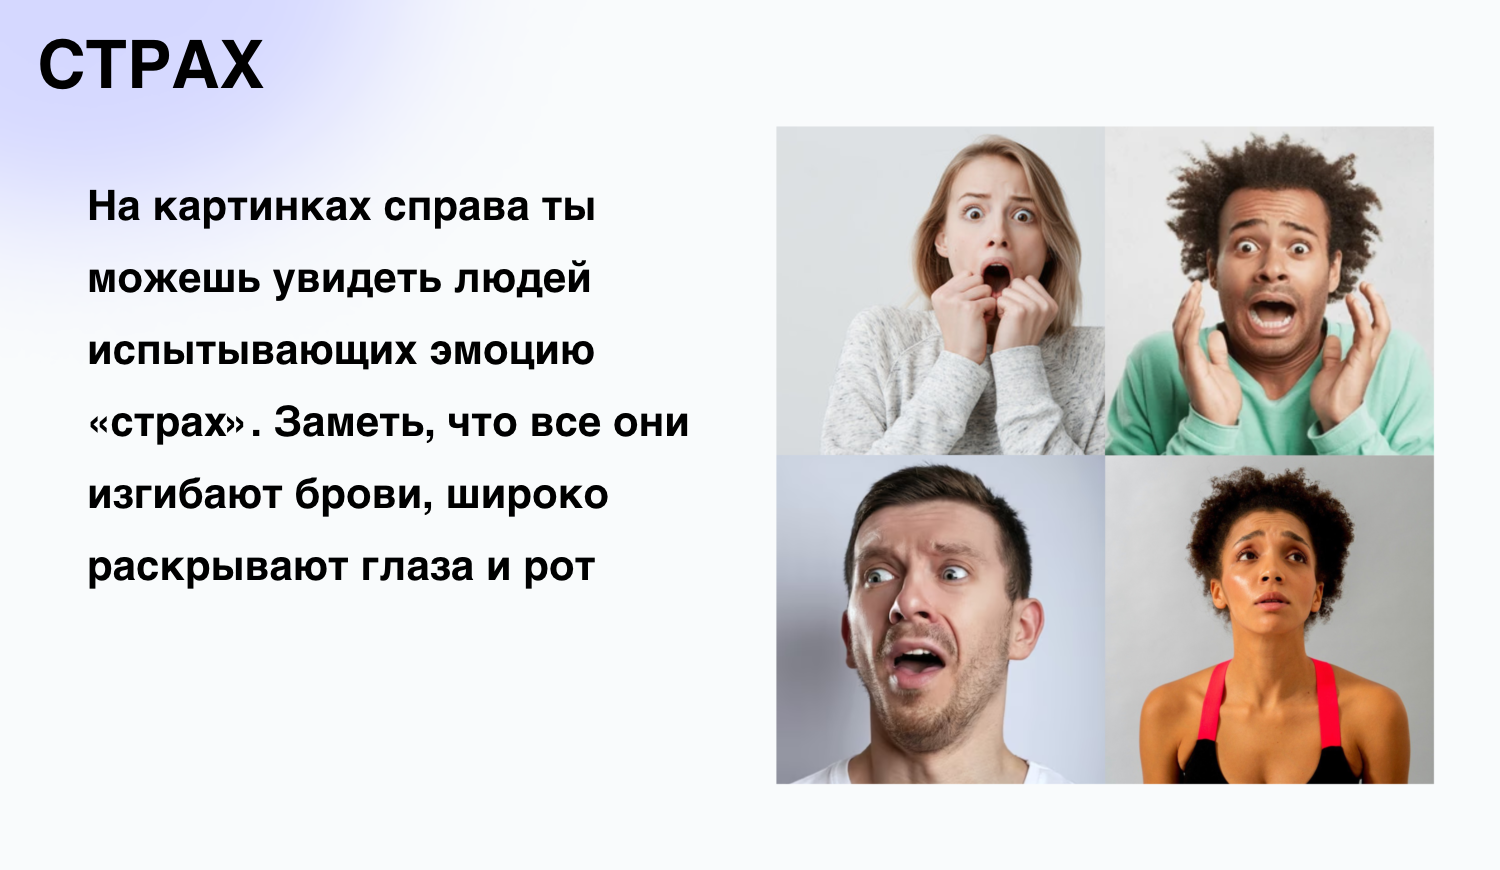 СТРАХ
На картинках справа ты
можешь увидеть людей
испытывающих эмоцию
«страх». Заметь, что все они
изгибают брови, широко
раскрывают глаза и рот